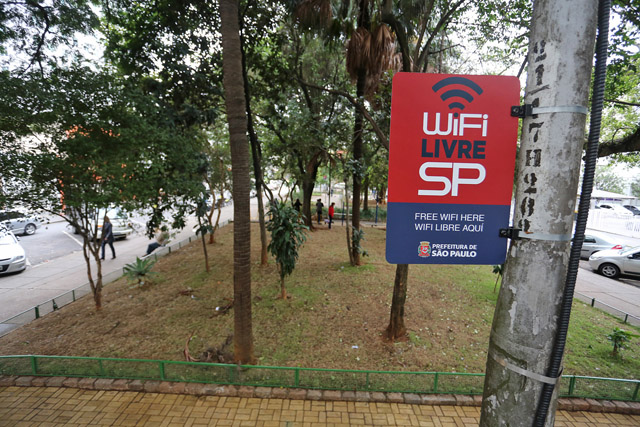 WiFi
LIVRE
SP
FREE WIFI HERE
WIFI LIBRE AQUÍ
PREFEITURA DE
SÃO PAULO